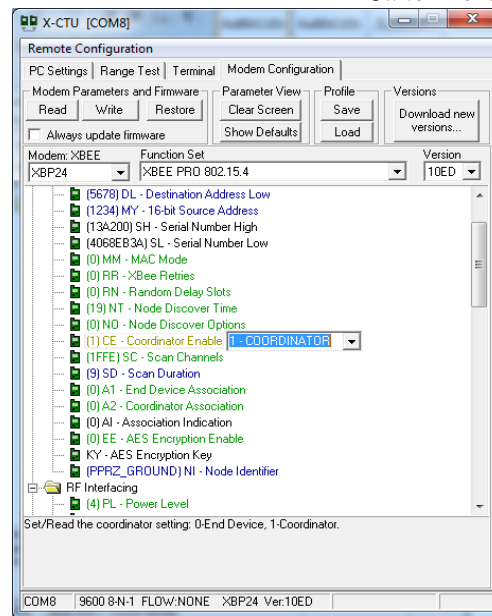 X-CTU [COM8]
Remote Configuration
PC Settings Range Test Terminal Modem Configuration
Modem Parameters and Firmware Parameter View Profile Versions
Read Write Restore Clear Screen Save Download new versions...
Always update firmware Show Defaults Load
Modem: XBEE Function Set Version
XBP24 XBEE PRO 802.15.4 10ED
(5678) DL - Destination Address Low
(1234) MY - 16-bit Source Address
(13A200) SH - Serial Number High
(4068EB3A) SL - Serial Number Low
(0) MM - MAC Mode
(0) RR - XBee Retries
(0) RN - Random Delay Slots
(19) NT - Node Discover Time
(0) NO - Node Discover Options
(1) CE - Coordinator Enable 1 - COORDINATOR
(1FFE) SC - Scan Channels
(9) SD - Scan Duration
(0) A1 - End Device Association
(0) A2 - Coordinator Association
(0) AI - Association Indication
(0) EE - AES Encryption Enable
KY - AES Encryption Key
(PPRZ_GROUND) NI - Node Identifier
RF Interfacing
(4) PL - Power Level
Set/Read the coordinator setting: 0-End Device, 1-Coordinator.
COM8 9600 8-N-1 FLOW:NONE XBP24 Ver:10ED